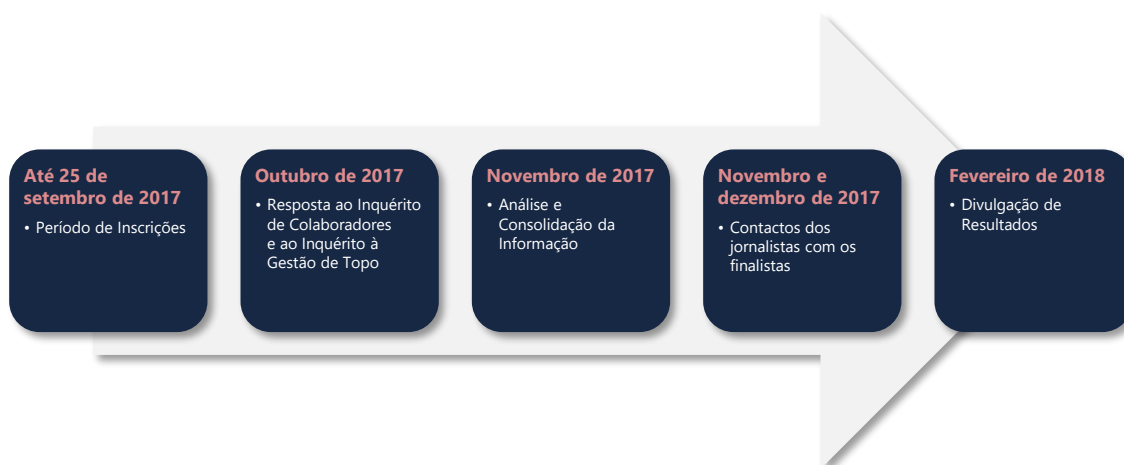 Até 25 de
setembro de 2017
• Período de Inscrições
Outubro de 2017
• Resposta ao Inquérito
de Colaboradores
e ao Inquérito à
Gestão de Topo
Novembro de 2017
• Análise e
Consolidação da
Informação
Novembro e
dezembro de 2017
• Contactos dos
jornalistas com os
finalistas
Fevereiro de 2018
• Divulgação de
Resultados